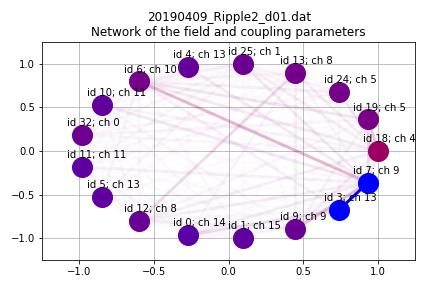 20190409_Ripple2_d01.dat
Network of the field and coupling parameters
id 4; ch 13
id 25; ch 1
id 6; ch 10
id 13; ch 8
id 10; ch 11
id 24; ch 5
id 32; ch 0
id 19; ch 5
id 18; ch 4
id 11; ch 11
id 7; ch 9
id 5; ch 13
id 3; ch 13
id 12; ch 8
id 9; ch 9
id 0; ch 14
id 1; ch 15
1.0
0.5
0.0
−0.5
−1.0
−1.0 −0.5 0.0 0.5 1.0